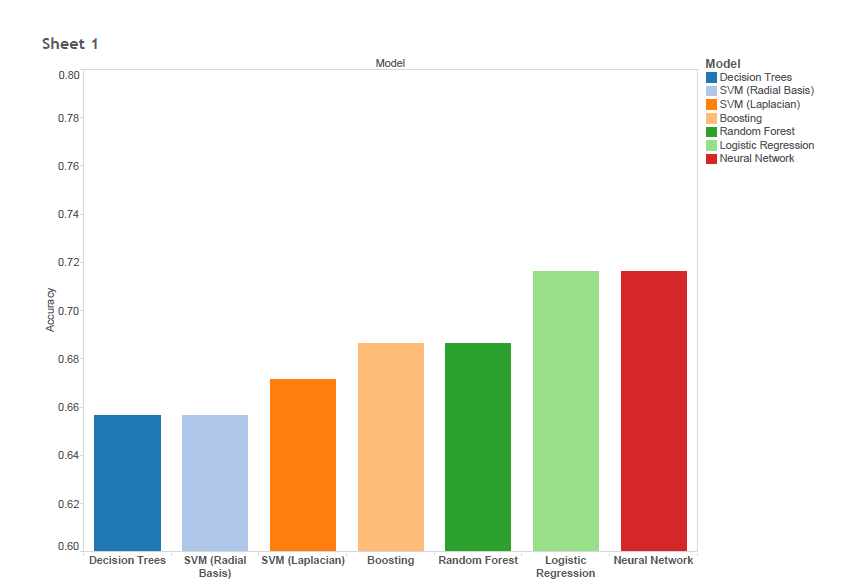 Sheet 1
Model
0.80
0.78
0.76
0.74
0.72
0.70
0.68
0.66
0.64
0.62
0.60
Accuracy
Decision Trees
SVM (Radial
Basis)
SVM (Laplacian)
Boosting
Random Forest
Logistic
Regression
Neural Network
Model
Decision Trees
SVM (Radial Basis)
SVM (Laplacian)
Boosting
Random Forest
Logistic Regression
Neural Network